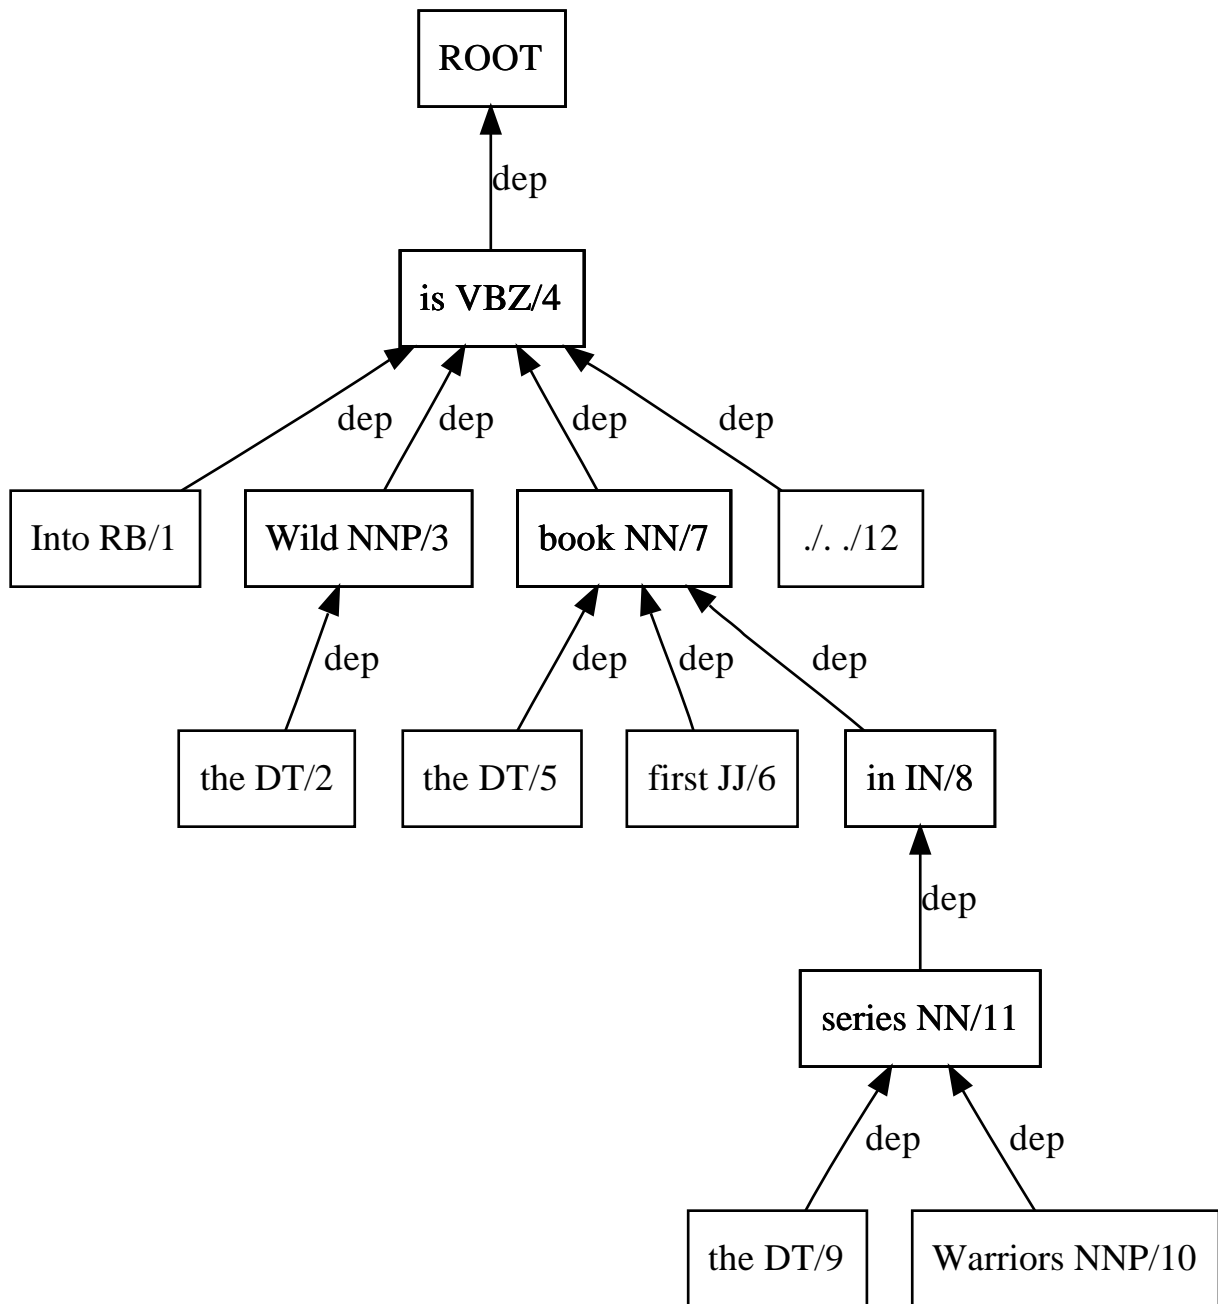 ROOT
dep
is VBZ/4
dep dep dep dep
Into RB/1 Wild NNP/3 book NN/7 ./. ./12
dep dep dep dep
the DT/2 the DT/5 first JJ/6 in IN/8
dep
series NN/11
dep dep
the DT/9 Warriors NNP/10